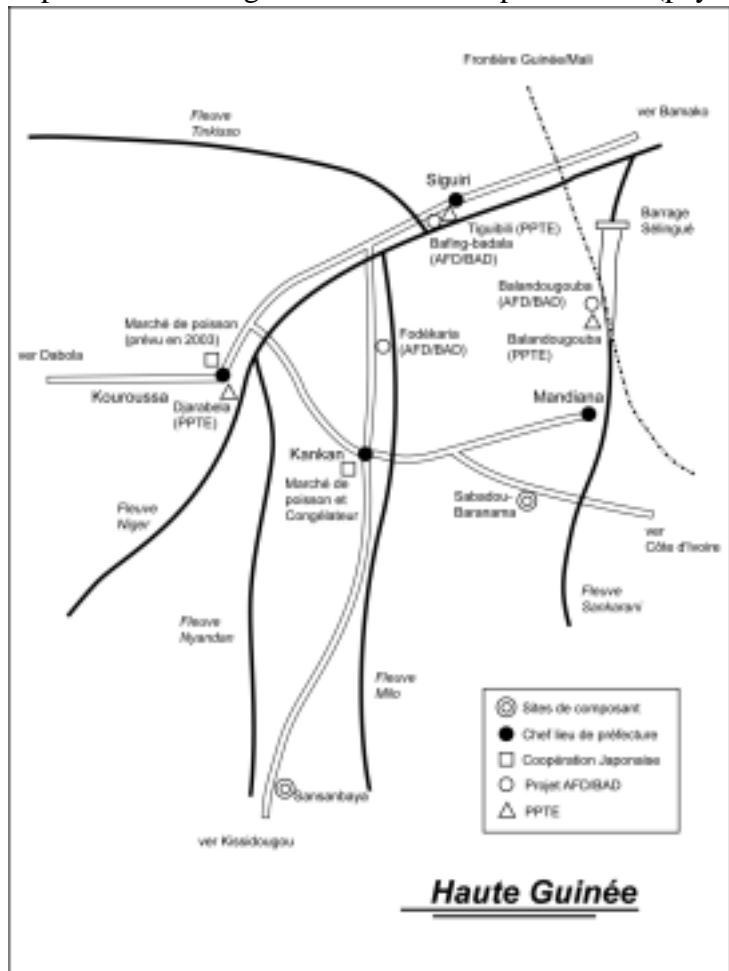 Frontière Guinée/Mali
ver Bamako
Fleuve
Tinkisso
Siguiri
Tiguibili (PPTE)
Bafing-badala
(AFD/BAD)
Barrage
Sélingué
Balandougouba
(AFD/BAD)
Balandougouba
(PPTE)
Marché de poisson
(prévu en 2003)
Fodékaria
(AFD/BAD)
ver Dabola
Kouroussa
Djarabela
(PPTE)
Mandiana
Kankan
Marché de
poisson et
Congélateur
Sabadou-
Baranama
ver
Côte d'Ivoire
Fleuve
Niger
Fleuve
Nyandan
Fleuve
Milo
Fleuve
Sankarani
Sansanbaya
ver Kissidougou
Sites de composant
Chef lieu de préfecture
Coopération Japonaise
Projet AFD/BAD
PPTE
Haute Guinée